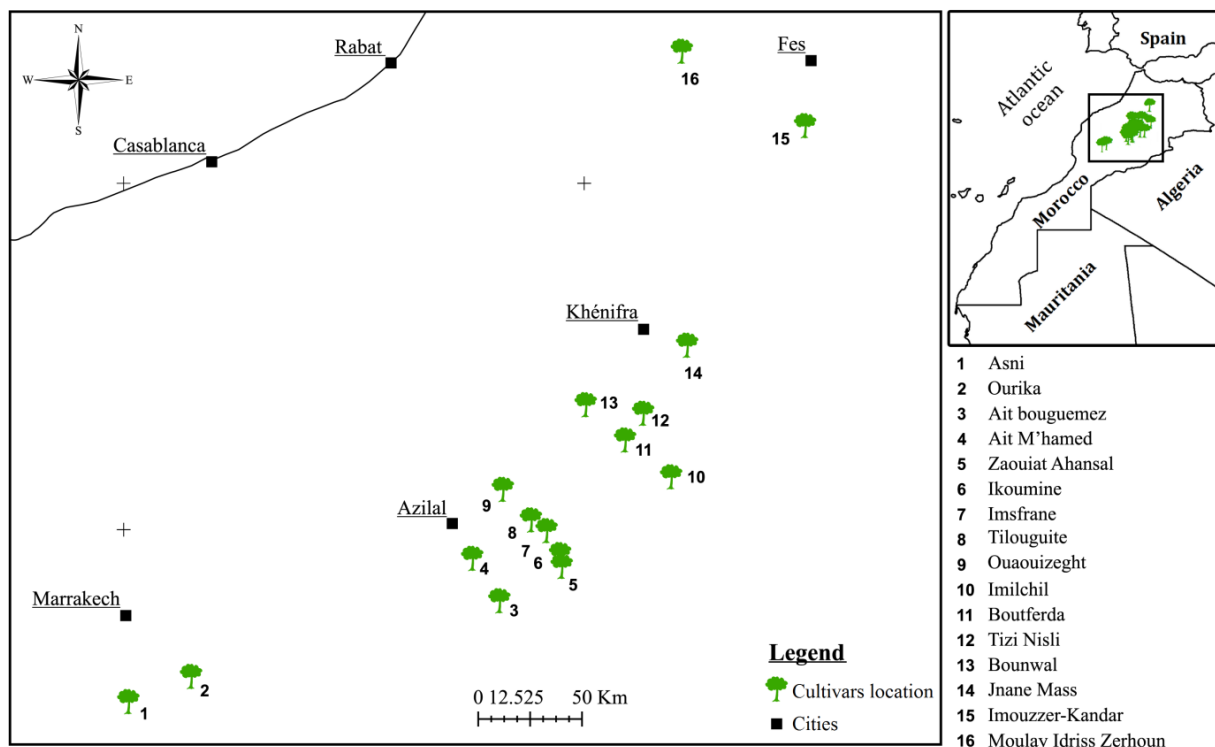 N
W
E
S
Rabat
Fes
16
15
Casablanca
Khénifra
14
13
12
11
10
9
Azilal
8
7
6
5
4
3
Marrakech
2
1
0 12.525 50 Km
Legend
Cultivars location
Cities
Spain
Atlantic
ocean
Morocco
Algeria
Mauritania
1 Asni
2 Ourika
3 Ait bouguemez
4 Ait M'hamed
5 Zaouiat Ahansal
6 Ikoumine
7 Imsfrane
8 Tilouguite
9 Ouaouizeght
10 Imilchil
11 Boutferda
12 Tizi Nisli
13 Bounwal
14 Jnane Mass
15 Imouzzer-Kandar
16 Moulay Idriss Zerhoun